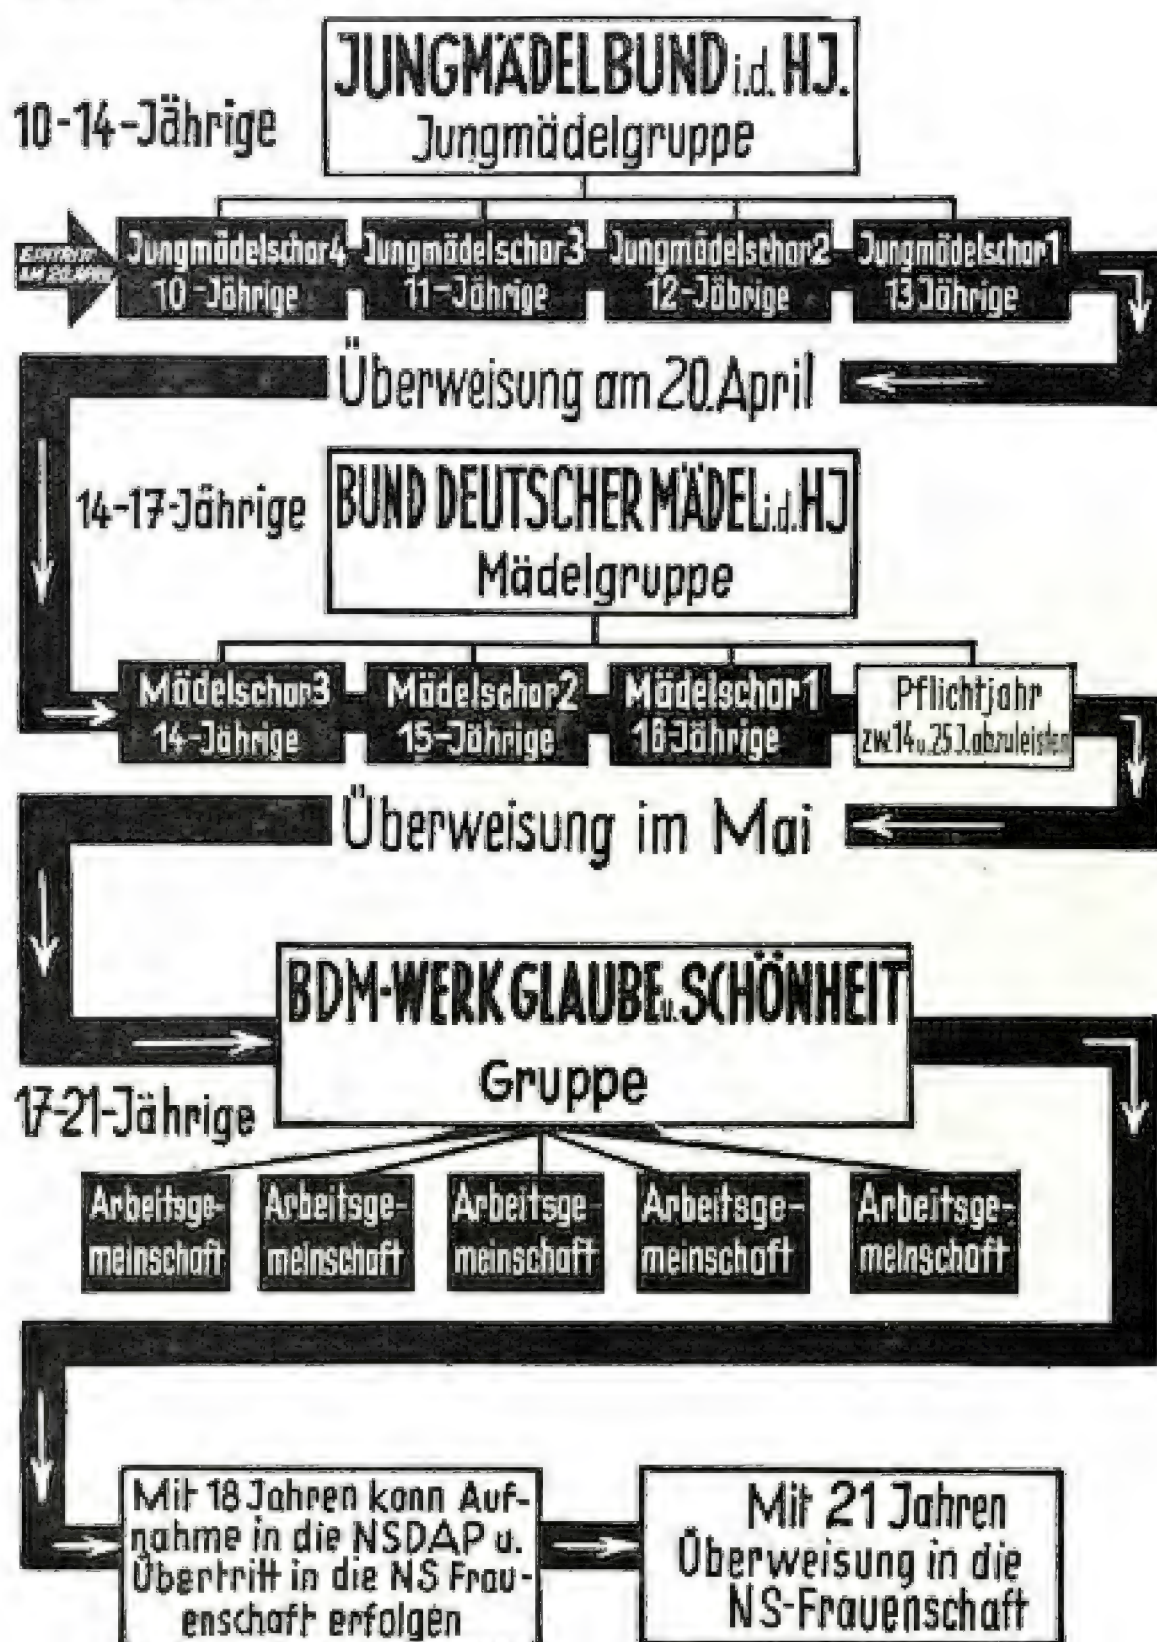 JUNGMÄDELBUND i.d. HJ.
Jungmädelgruppe
10-14-Jährige
EINTRITT
AM 20. APRIL
Jungmädelschar4
10-Jährige
Jungmädelschar3
11-Jährige
Jungmädelschar2
12-Jährige
Jungmädelschar1
13Jährige
Überweisung am 20. April
14-17-Jährige
BUND DEUTSCHER MÄDEL i.d. HJ
Mädelgruppe
Mädelschar3
14-Jährige
Mädelschar2
15-Jährige
Mädelschar1
16Jährige
Pflichtjahr
zw. 14 u. 25 J. abzuleisten
Überweisung im Mai
BDM-WERK GLAUBE u. SCHÖNHEIT
Gruppe
17-21-Jährige
Arbeitsge-
meinschaft
Arbeitsge-
meinschaft
Arbeitsge-
meinschaft
Arbeitsge-
meinschaft
Arbeitsge-
meinschaft
Mit 18 Jahren kann Auf-
nahme in die NSDAP u.
Übertritt in die NS Frau-
enschaft erfolgen
Mit 21 Jahren
Überweisung in die
NS-Frauenschaft